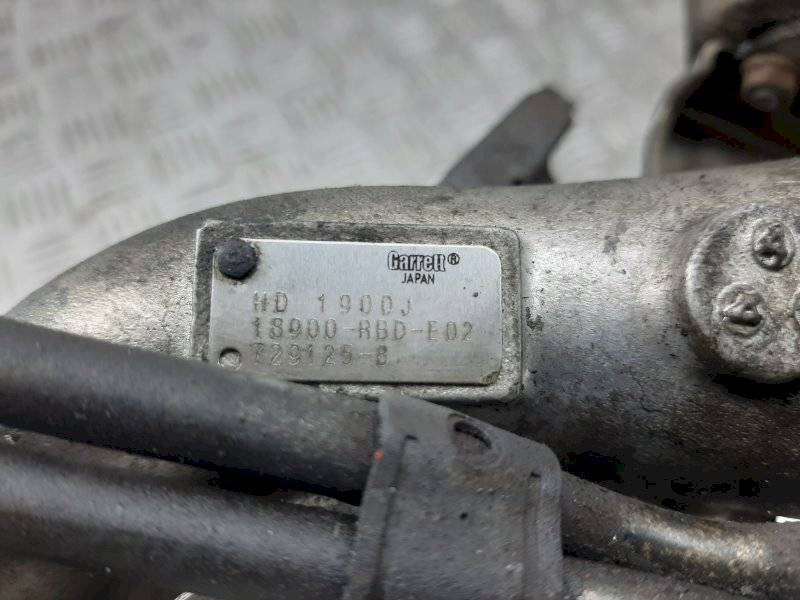 Garrett®
JAPAN
HD 1900J
18900-RBD-E02
729125-8